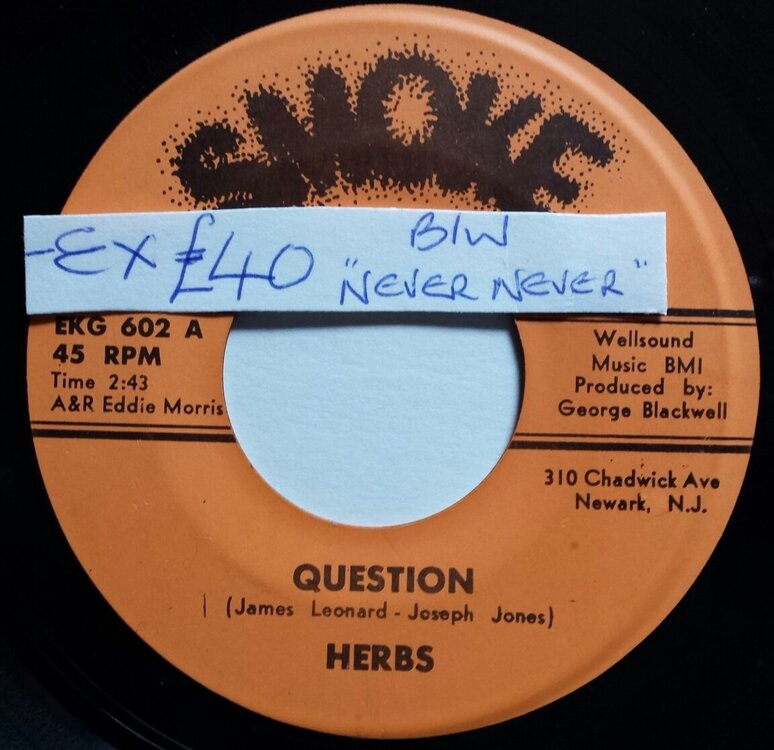 SMOKE
-EX £40 B/W
"NEVER NEVER"
EKG 602 A
45 RPM
Time 2:43
A&R Eddie Morris
Wellsound
Music BMI
Produced by:
George Blackwell
310 Chadwick Ave
Newark, N.J.
QUESTION
(James Leonard - Joseph Jones)
HERBS